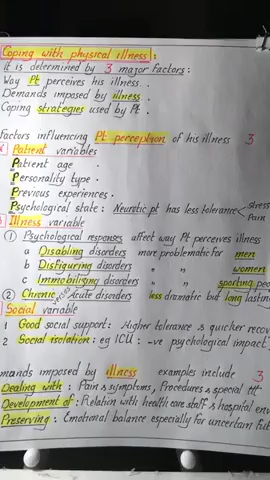 Coping with physical illness:
It is determined by 3 major factors:
Way Pt perceives his illness.
Demands imposed by illness.
Coping strategies used by Pt.
Factors influencing Pt perception of his illness 3
Patient variables
Patient age.
Personality type.
Previous experiences.
Psychological state: Neurotic pt has less tolerance stress
Pain
Illness variable
① Psychological responses affect way Pt perceives illness
a Disabling disorders more problematic for men
b Disfiguring disorders " " women
c Immobilising disorders " " sporting peo
② Chronic versus Acute disorders less dramatic but long lastin
Social variable
1 Good social support: Higher tolerance & quicker recov
2 Social isolation: eg ICU: -ve psychological impact
mands imposed by illness examples include 3
Dealing with: Pain & symptoms, Procedures & special ttt
Development of: Relation with health care staff & hospital env
Preserving: Emotional balance especially for uncertain fut